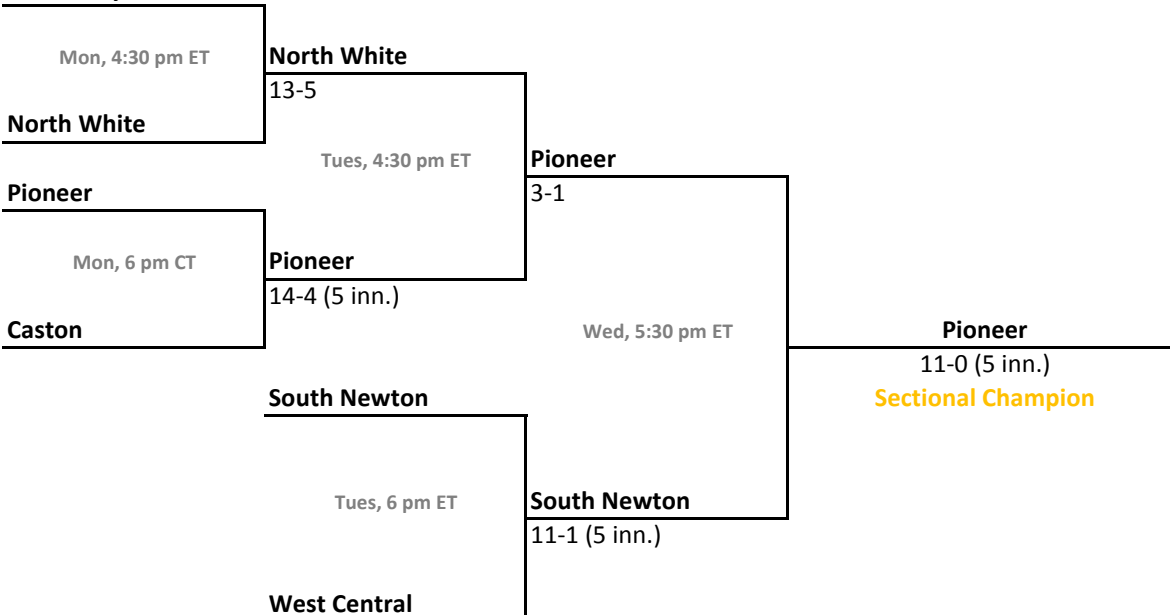 Mon, 4:30 pm ET
North White
13-5
North White
Tues, 4:30 pm ET
Pioneer
3-1
Pioneer
Mon, 6 pm CT
Pioneer
14-4 (5 inn.)
Caston
Wed, 5:30 pm ET
Pioneer
11-0 (5 inn.)
Sectional Champion
South Newton
Tues, 6 pm ET
South Newton
11-1 (5 inn.)
West Central